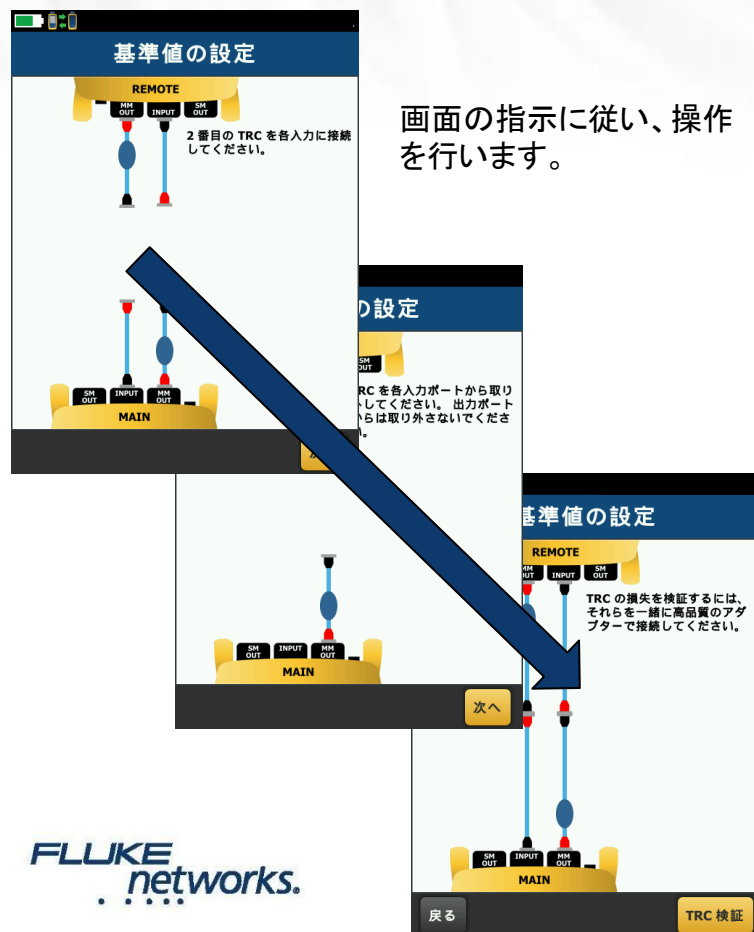 基準値の設定
REMOTE
MM OUT
INPUT
SM OUT
2 番目の TRC を各入力に接続
してください。
SM OUT
INPUT
MM OUT
MAIN
画面の指示に従い、操作
を行います。
の設定
SM OUT
RC を各入力ポートから取り
してください。 出力ポート
からは取り外さないでくださ
い。
SM OUT
INPUT
MM OUT
MAIN
次へ
基準値の設定
REMOTE
MM OUT
INPUT
SM OUT
TRC の損失を検証するには、
それらを一緒に高品質のアダ
プターで接続してください。
SM OUT
INPUT
MM OUT
MAIN
戻る
TRC 検証
FLUKE
networks.